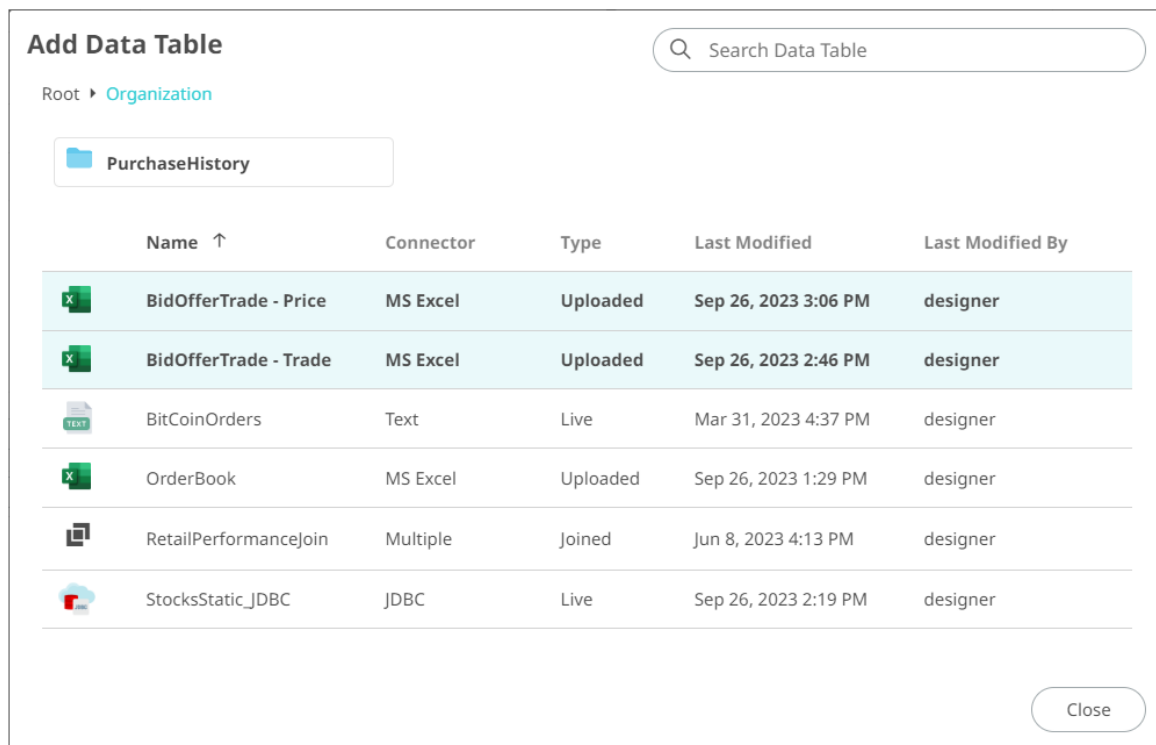 Add Data Table
Search Data Table
Root Organization
PurchaseHistory
Name Connector Type Last Modified Last Modified By
BidOfferTrade - Price MS Excel Uploaded Sep 26, 2023 3:06 PM designer
BidOfferTrade - Trade MS Excel Uploaded Sep 26, 2023 2:46 PM designer
TEXT BitCoinOrders Text Live Mar 31, 2023 4:37 PM designer
OrderBook MS Excel Uploaded Sep 26, 2023 1:29 PM designer
RetailPerformanceJoin Multiple Joined Jun 8, 2023 4:13 PM designer
StocksStatic_JDBC JDBC Live Sep 26, 2023 2:19 PM designer
Close